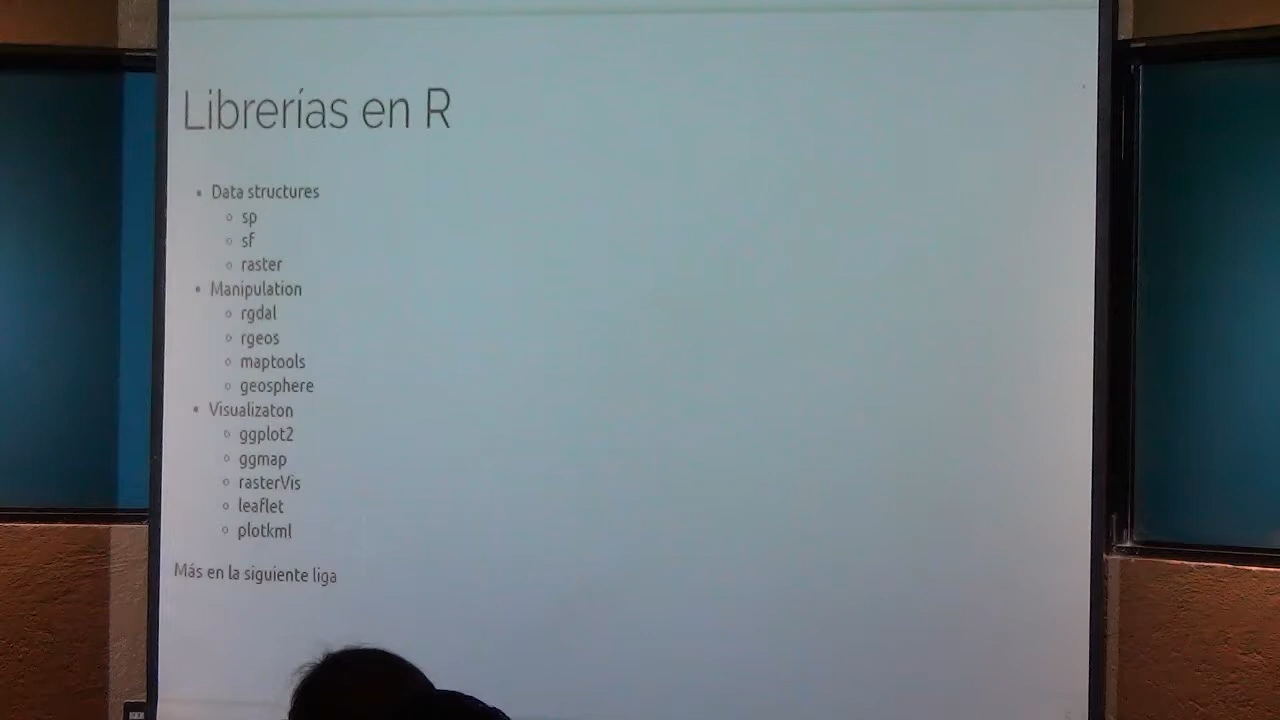 Librerías en R
• Data structures
◦ sp
◦ sf
◦ raster
• Manipulation
◦ rgdal
◦ rgeos
◦ maptools
◦ geosphere
• Visualizaton
◦ ggplot2
◦ ggmap
◦ rasterVis
◦ leaflet
◦ plotkml
Más en la siguiente liga